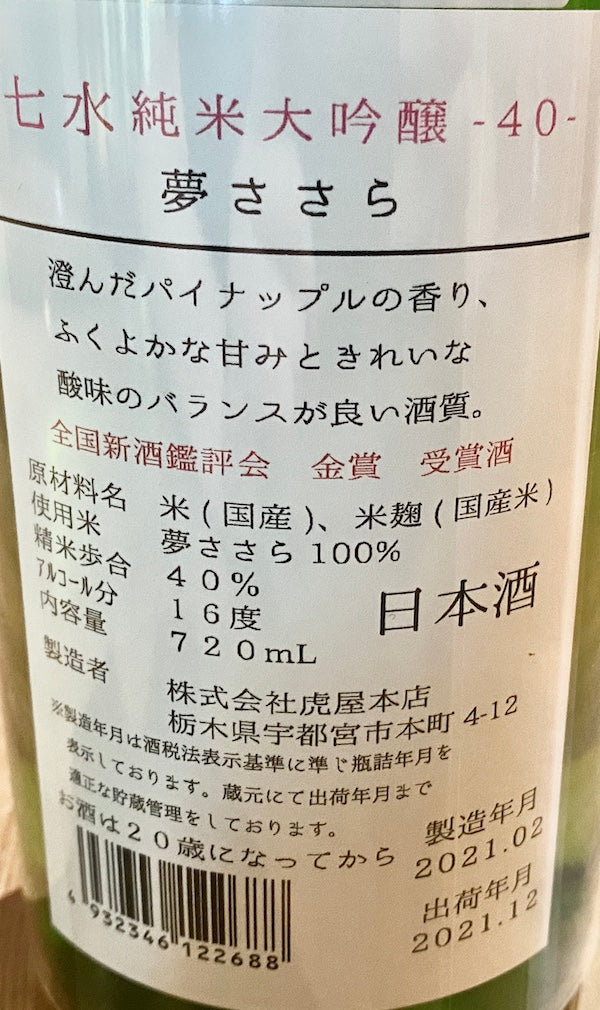 七水純米大吟醸 -40-
夢ささら
澄んだパイナップルの香り、
ふくよかな甘みときれいな
酸味のバランスが良い酒質。
全国新酒鑑評会 金賞 受賞酒
原材料名 米(国産)、米麹(国産米)
使用米 夢ささら100%
精米歩合 40%
アルコール分 16度
内容量 720mL
日本酒
製造者 株式会社虎屋本店
栃木県宇都宮市本町4-12
※製造年月は酒税法表示基準に準じ瓶詰年月を
表示しております。蔵元にて出荷年月まで
適正な貯蔵管理をしております。
お酒は20歳になってから
製造年月
2021.02
出荷年月
2021.12
4 932346 122688